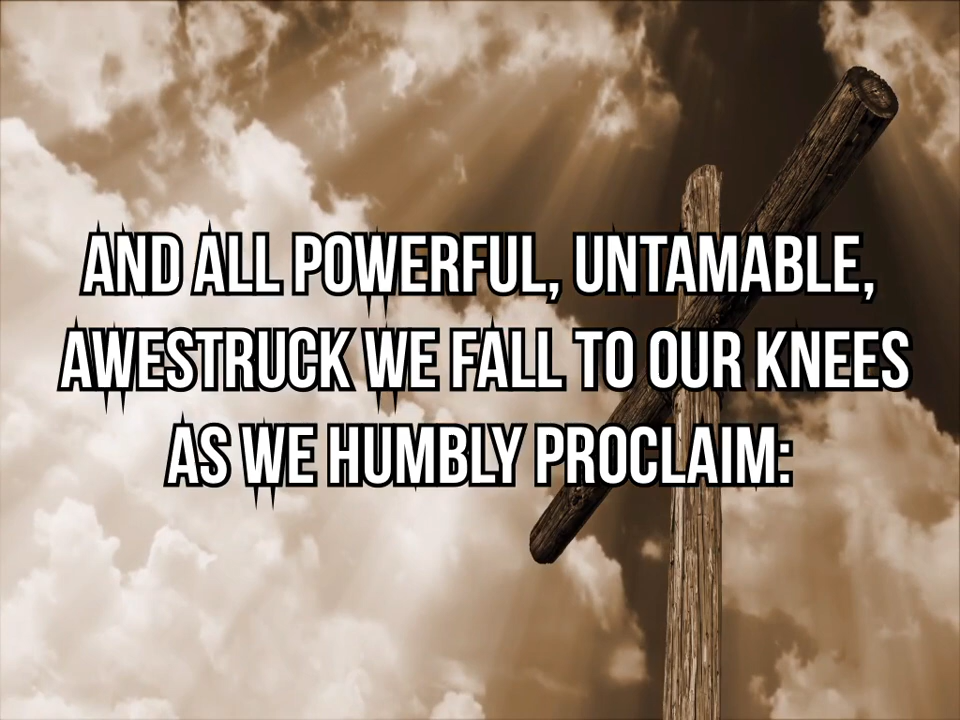 AND ALL POWERFUL, UNTAMABLE,
AWESTRUCK WE FALL TO OUR KNEES
AS WE HUMBLY PROCLAIM: